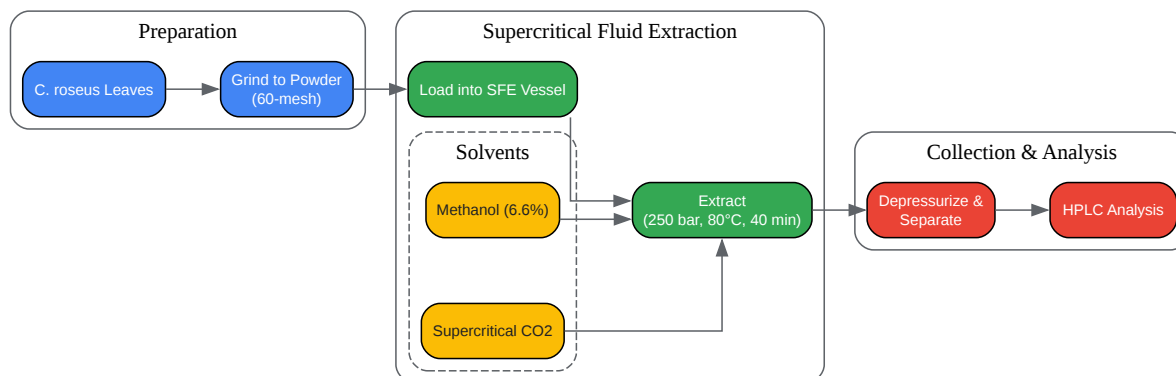 Preparation
C. roseus Leaves
Grind to Powder
(60-mesh)
Supercritical Fluid Extraction
Load into SFE Vessel
Solvents
Methanol (6.6%)
Supercritical CO2
Extract
(250 bar, 80°C, 40 min)
Collection & Analysis
Depressurize &
Separate
HPLC Analysis